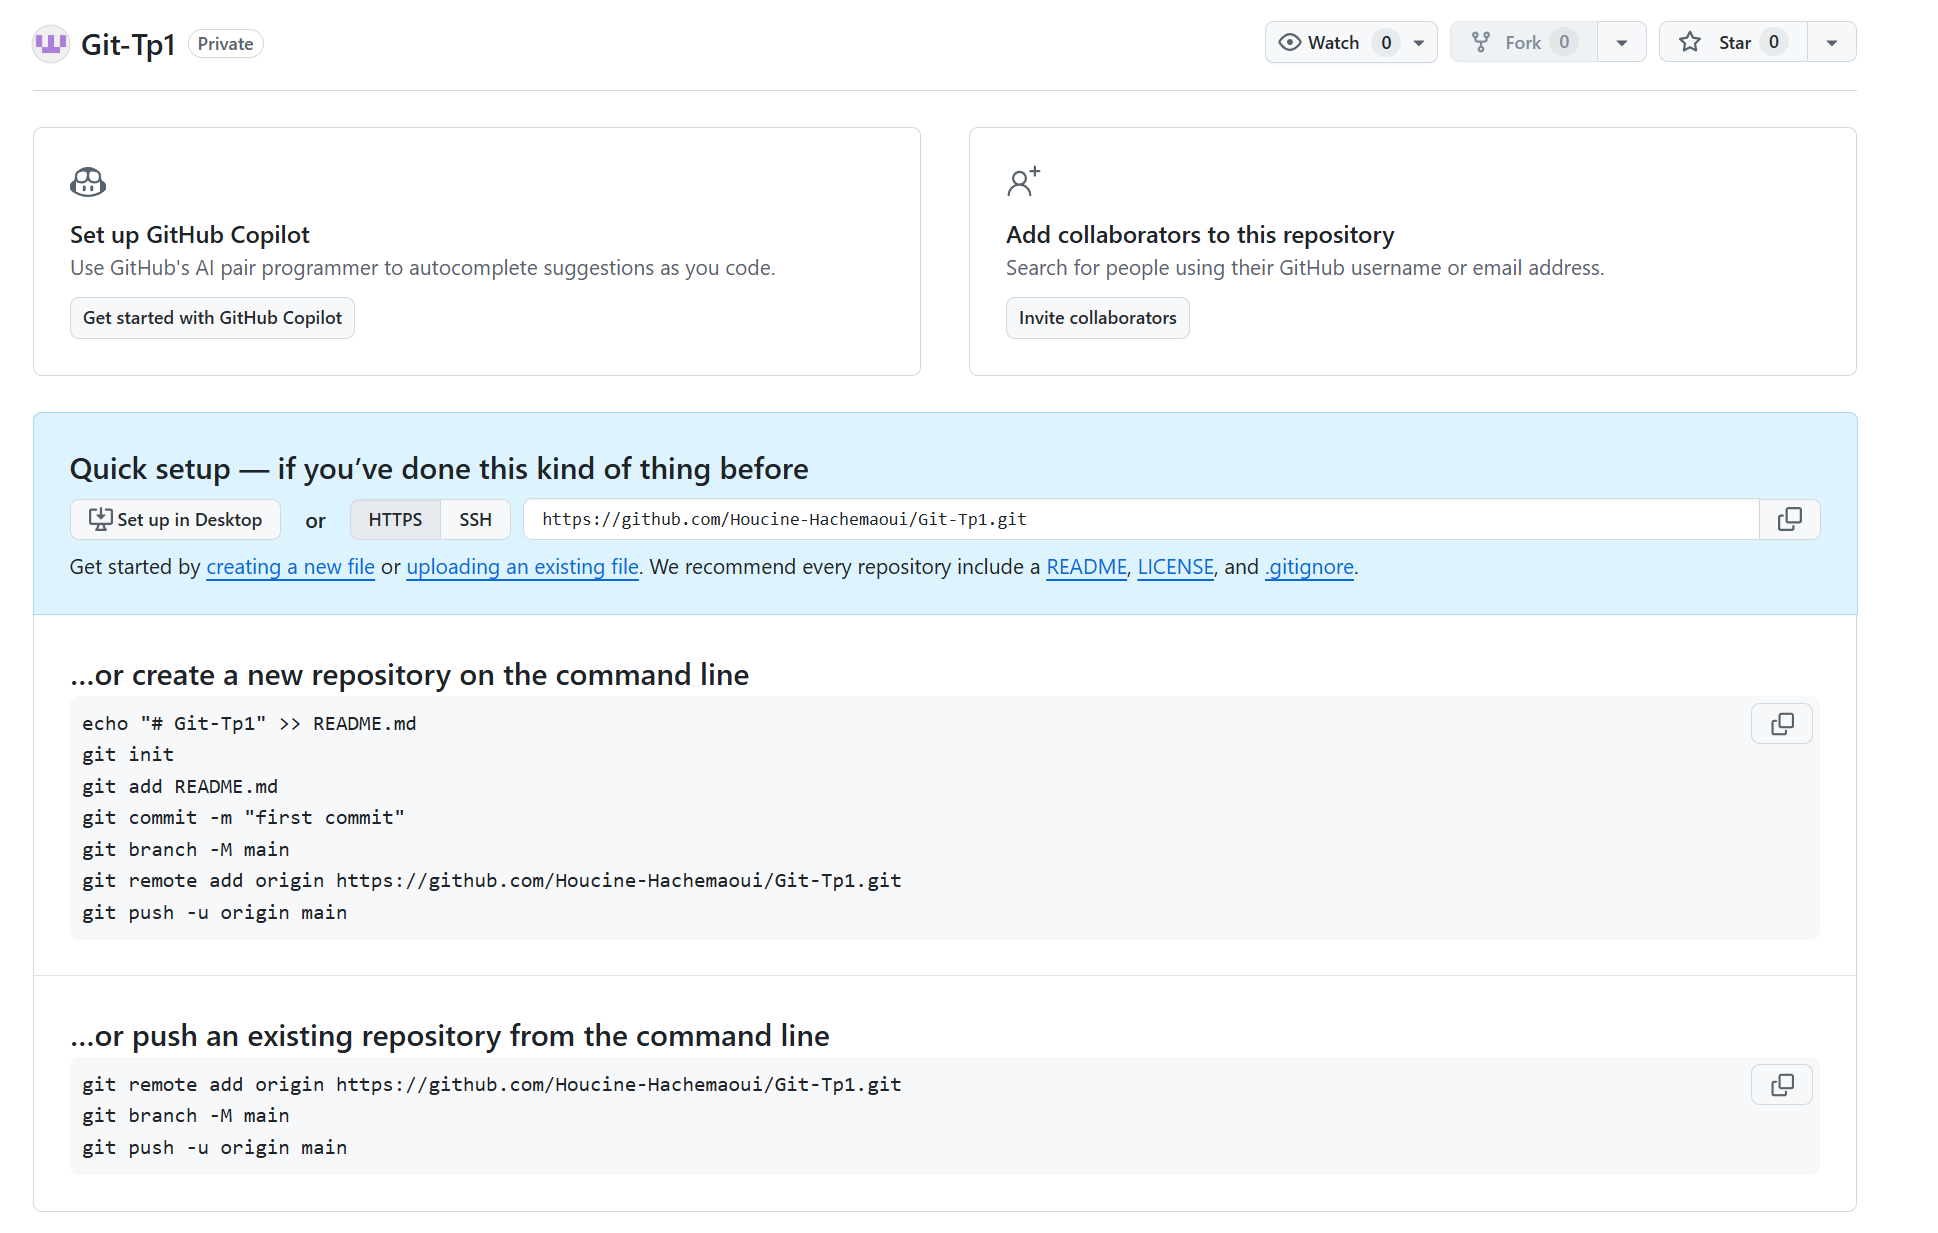 Git-Tp1 Private
Watch 0 Fork 0 Star 0
Set up GitHub Copilot
Use GitHub's AI pair programmer to autocomplete suggestions as you code.
Get started with GitHub Copilot
Add collaborators to this repository
Search for people using their GitHub username or email address.
Invite collaborators
Quick setup — if you’ve done this kind of thing before
Set up in Desktop or HTTPS SSH https://github.com/Houcine-Hachemaoui/Git-Tp1.git
Get started by creating a new file or uploading an existing file. We recommend every repository include a README, LICENSE, and .gitignore.
…or create a new repository on the command line
echo "# Git-Tp1" >> README.md
git init
git add README.md
git commit -m "first commit"
git branch -M main
git remote add origin https://github.com/Houcine-Hachemaoui/Git-Tp1.git
git push -u origin main
…or push an existing repository from the command line
git remote add origin https://github.com/Houcine-Hachemaoui/Git-Tp1.git
git branch -M main
git push -u origin main